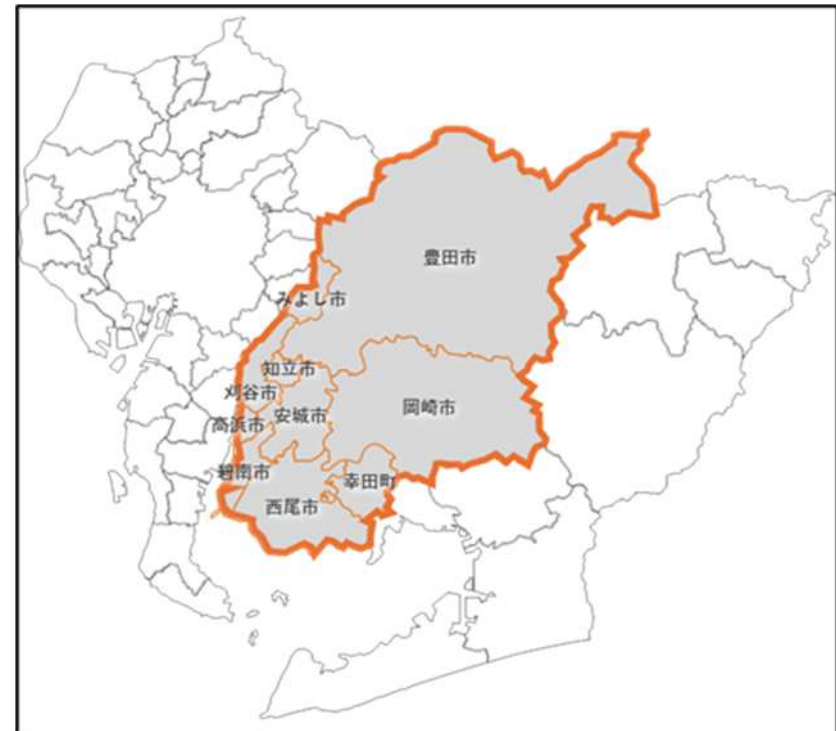 豊田市
みよし市
知立市
刈谷市
安城市
岡崎市
高浜市
碧南市
幸田町
西尾市